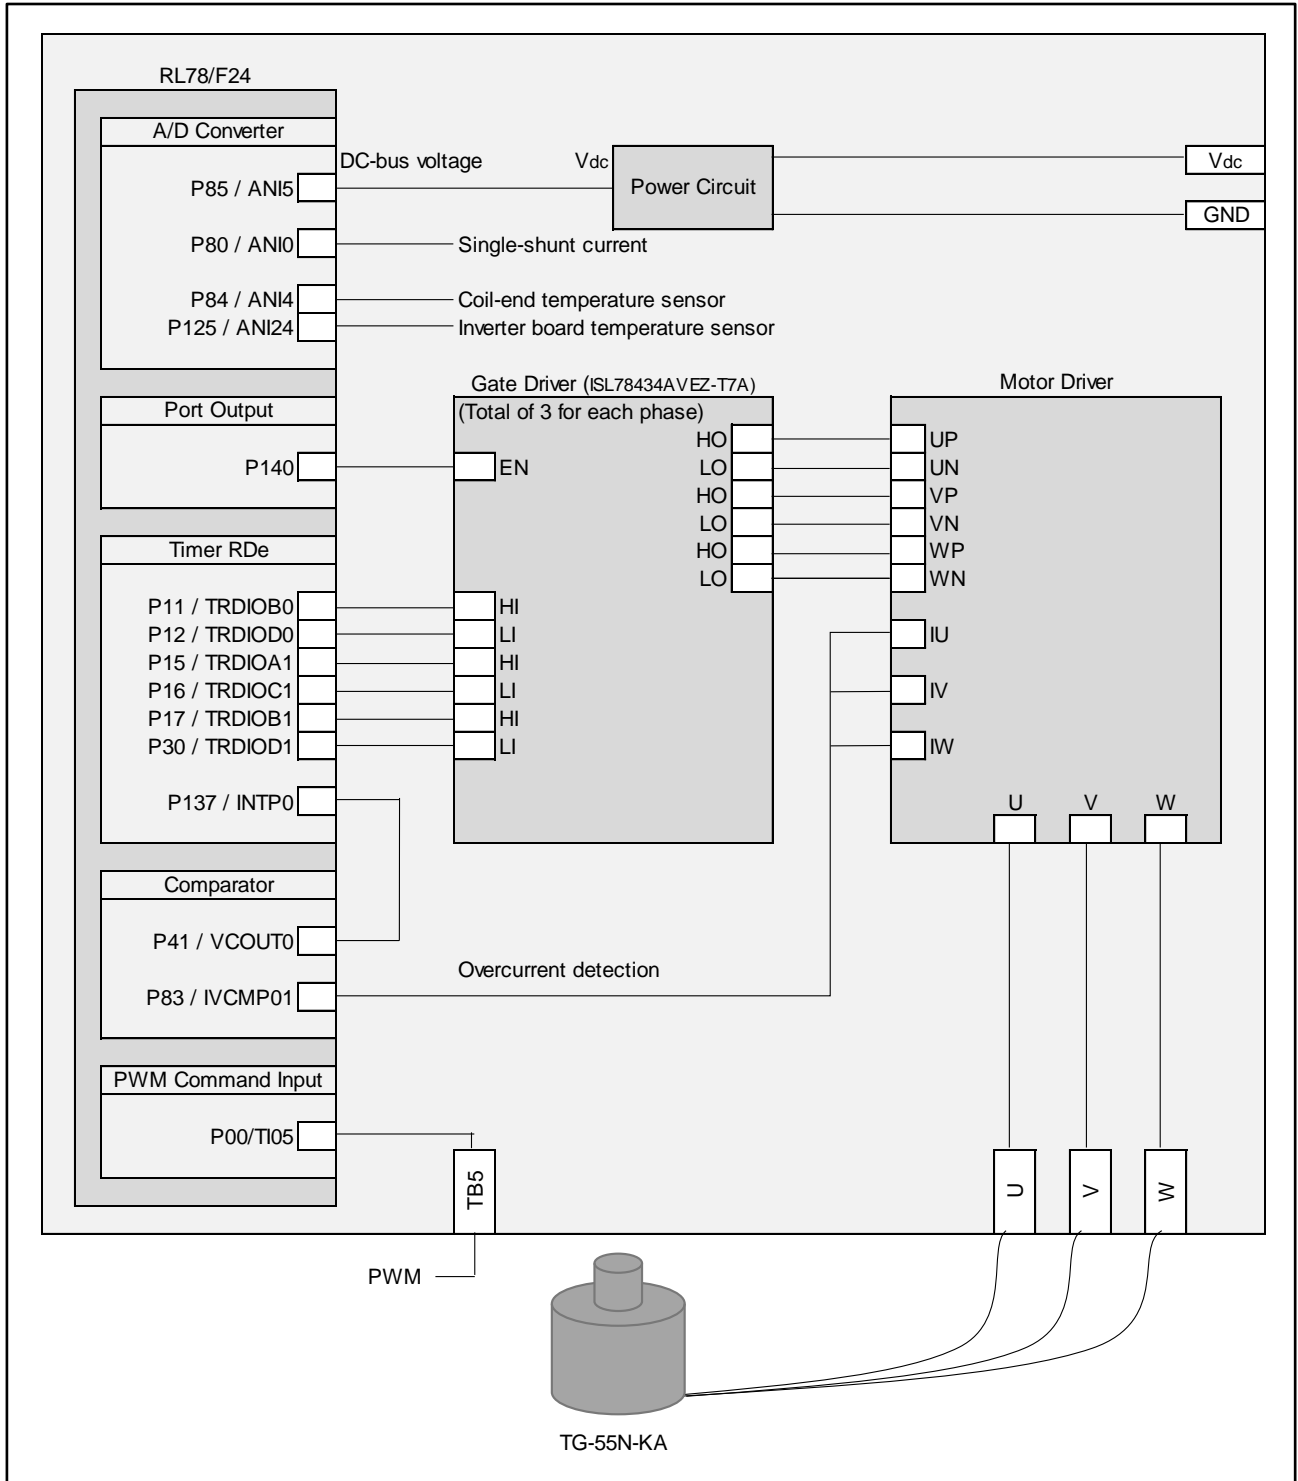 RL78/F24
A/D Converter
DC-bus voltage
Vdc
Power Circuit
Vdc
P85 / ANI5
GND
P80 / ANI0
Single-shunt current
P84 / ANI4
Coil-end temperature sensor
P125 / ANI24
Inverter board temperature sensor
Gate Driver (ISL78434AVEZ-T7A)
Motor Driver
Port Output
(Total of 3 for each phase)
HO
UP
P140
EN
LO
UN
HO
VP
LO
VN
Timer RDe
HO
WP
LO
WN
P11 / TRDIOB0
HI
P12 / TRDIOD0
LI
IU
P15 / TRDIOA1
HI
P16 / TRDIOC1
LI
IV
P17 / TRDIOB1
HI
P30 / TRDIOD1
LI
IW
P137 / INTP0
U
V
W
Comparator
P41 / VCOUT0
Overcurrent detection
P83 / IVCMP01
PWM Command Input
P00/TI05
TB5
U
V
W
PWM
TG-55N-KA